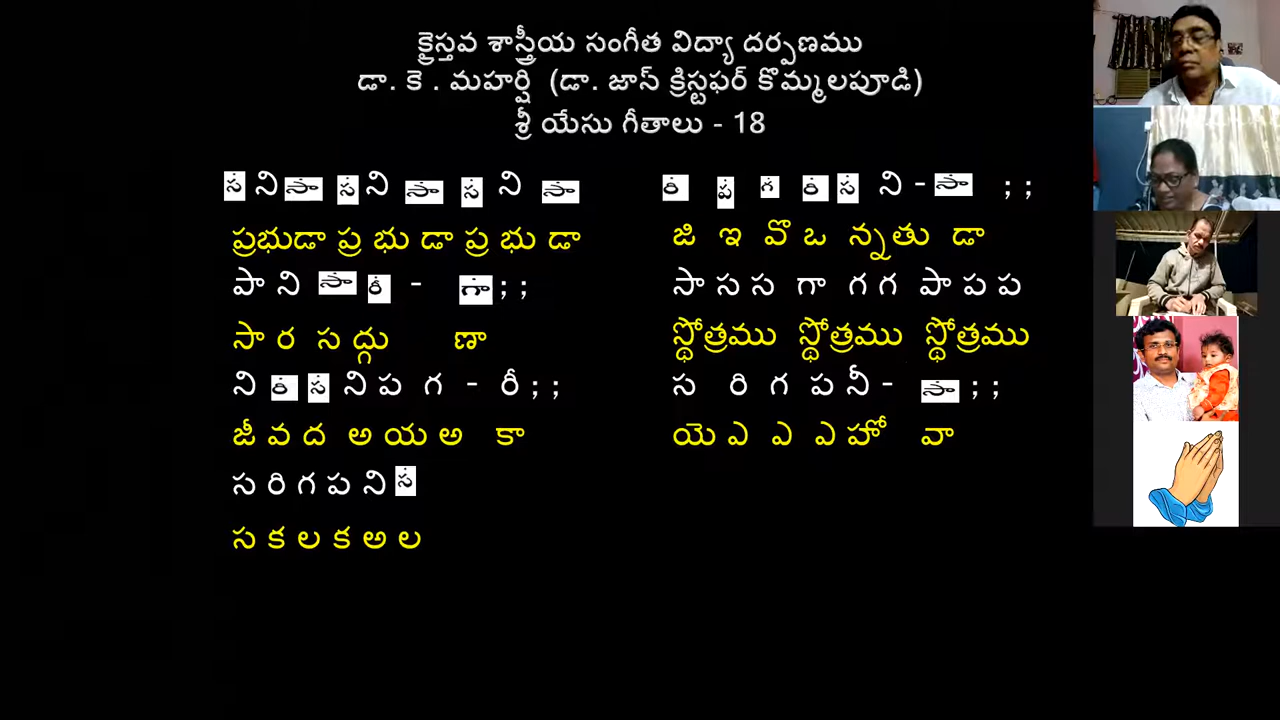 క్రైస్తవ శాస్త్రీయ సంగీత విద్యా దర్పణము
డా. కె . మహర్షి (డా. జాస్ క్రిస్టఫర్ కొమ్మలపూడి)
శ్రీ యేసు గీతాలు - 18
స ని సా స ని సా స ని సా
ప్రభుడా ప్ర భు డా ప్ర భు డా
పా ని సా రీ - గా ; ;
సా ర స ద్గు ణా
ని రి స ని ప గ - రీ ; ;
జీ వ ద అ య అ కా
స రి గ ప ని స
స క ల క అ ల
రి ప గ రి స ని - సా ; ;
జి ఇ వొ ఒ న్నతు డా
సా స స గా గ గ పా ప ప
స్థోత్రము స్థోత్రము స్థోత్రము
స రి గ ప నీ - సా ; ;
యె ఎ ఎ ఎ హో వా